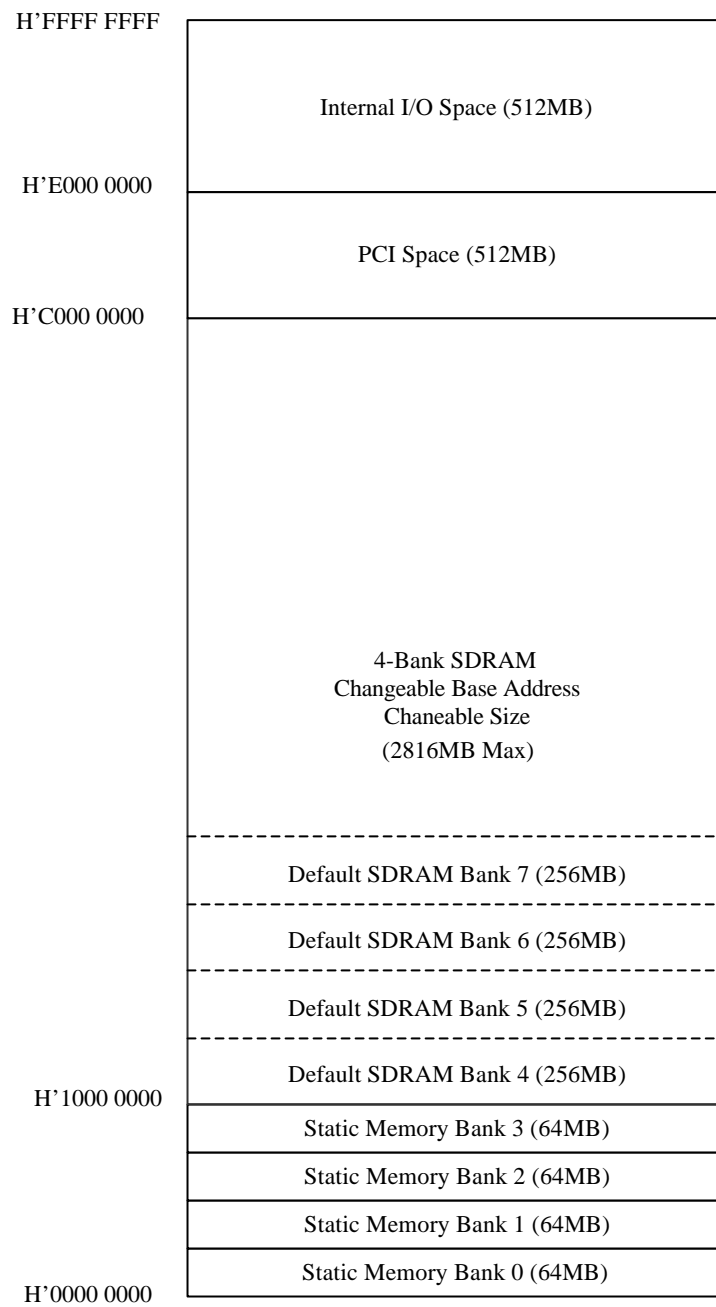 H’FFFF FFFF
Internal I/O Space (512MB)
H’E000 0000
PCI Space (512MB)
H’C000 0000
4-Bank SDRAM
Changeable Base Address
Chaneable Size
(2816MB Max)
Default SDRAM Bank 7 (256MB)
Default SDRAM Bank 6 (256MB)
Default SDRAM Bank 5 (256MB)
Default SDRAM Bank 4 (256MB)
H’1000 0000
Static Memory Bank 3 (64MB)
Static Memory Bank 2 (64MB)
Static Memory Bank 1 (64MB)
Static Memory Bank 0 (64MB)
H’0000 0000